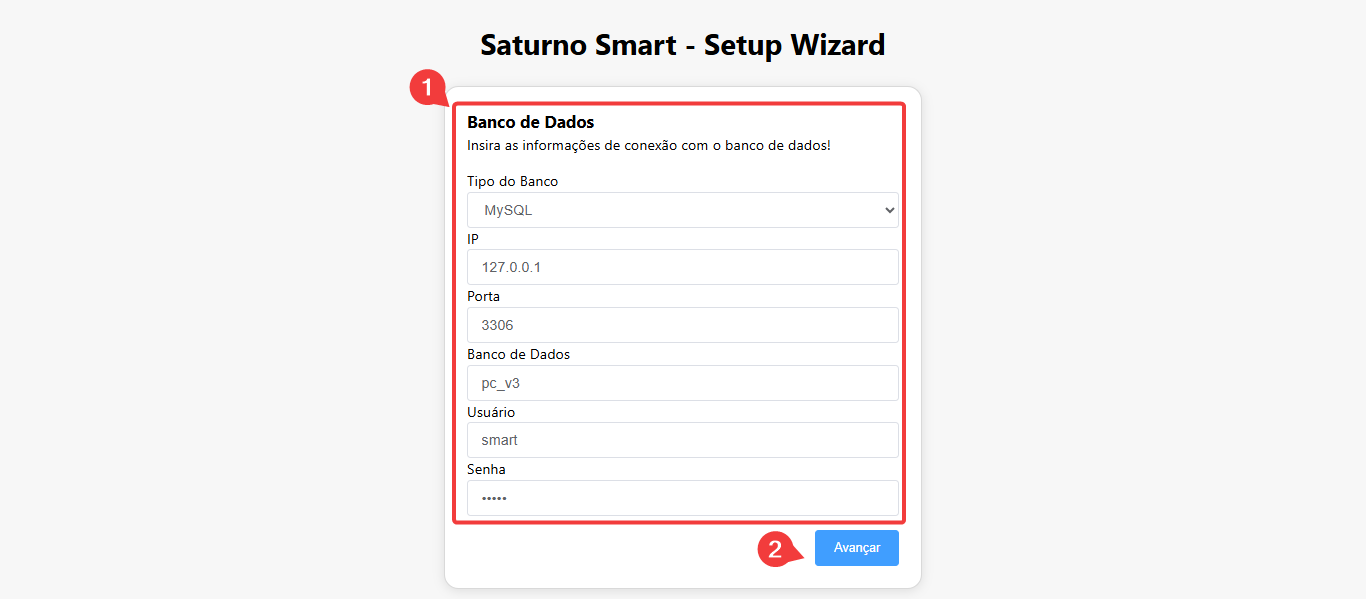 Saturno Smart - Setup Wizard
1
Banco de Dados
Insira as informações de conexão com o banco de dados!
Tipo do Banco
MySQL
IP
127.0.0.1
Porta
3306
Banco de Dados
pc_v3
Usuário
smart
Senha
•••••
2
Avançar